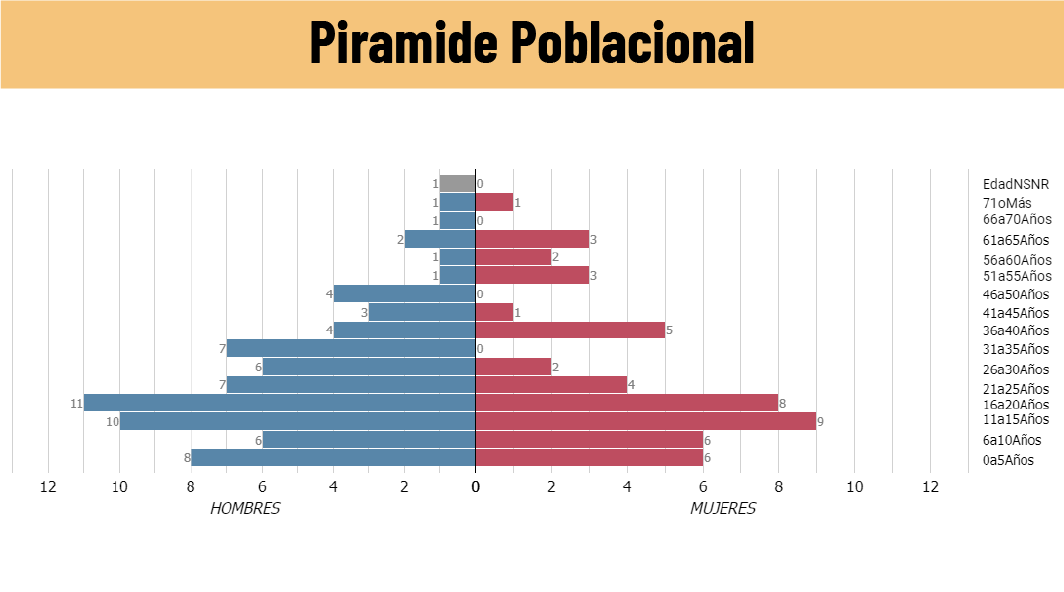 Piramide Poblacional
1 0 EdadNSNR
1 1 71oMás
1 0 66a70Años
2 3 61a65Años
1 2 56a60Años
1 3 51a55Años
4 0 46a50Años
3 1 41a45Años
4 5 36a40Años
7 0 31a35Años
6 2 26a30Años
7 4 21a25Años
11 8 16a20Años
10 9 11a15Años
6 6 6a10Años
8 6 0a5Años
12 10 8 6 4 2 0 2 4 6 8 10 12
HOMBRES MUJERES